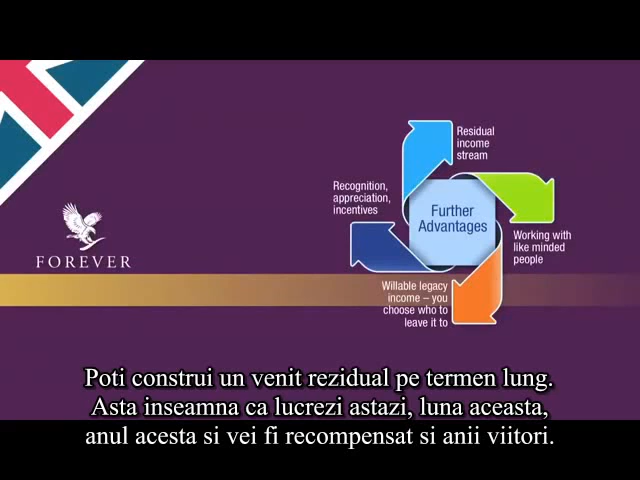 Residual
income
stream
Recognition,
appreciation,
incentives
Further
Advantages
Working with
like minded
people
Willable legacy
income – you
choose who to
leave it to
FOREVER
Poti construi un venit rezidual pe termen lung.
Asta inseamna ca lucrezi astazi, luna aceasta,
anul acesta si vei fi recompensat si anii viitori.